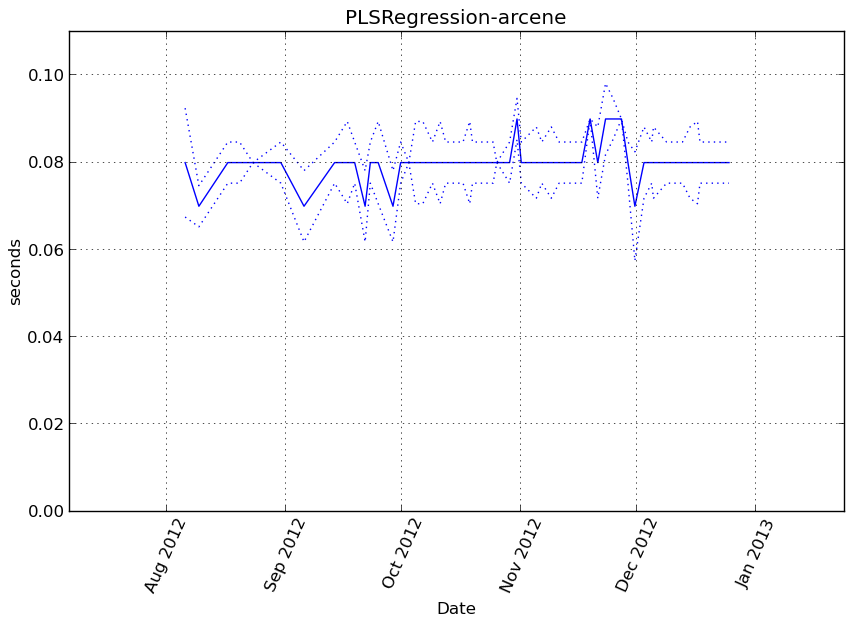 PLSRegression-arcene
0.10
0.08
0.06
0.04
0.02
0.00
seconds
Aug 2012
Sep 2012
Oct 2012
Nov 2012
Dec 2012
Jan 2013
Date